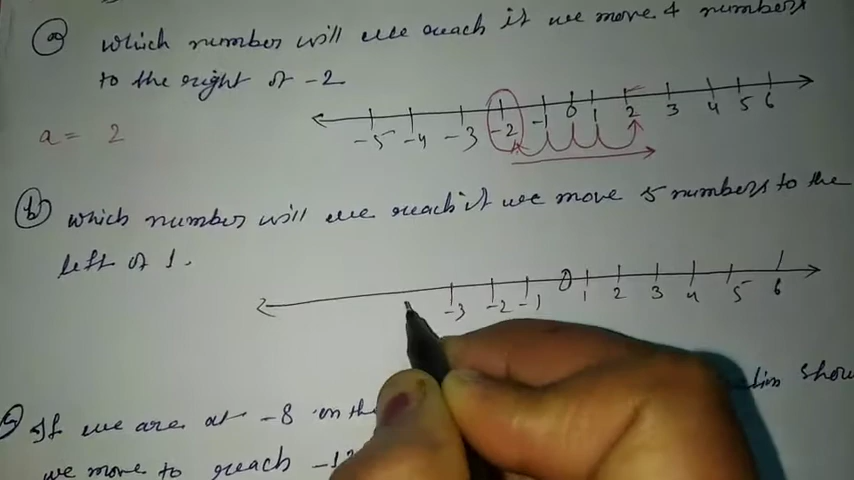 (a) which number will we reach if we move 4 numbers
to the right of -2
-5 -4 -3 -2 -1 0 1 2 3 4 5 6
a = 2
(b) which number will we reach if we move 5 numbers to the
left of 1.
-3 -2 -1 0 1 2 3 4 5 6
If we are at -8 on the
we move to reach